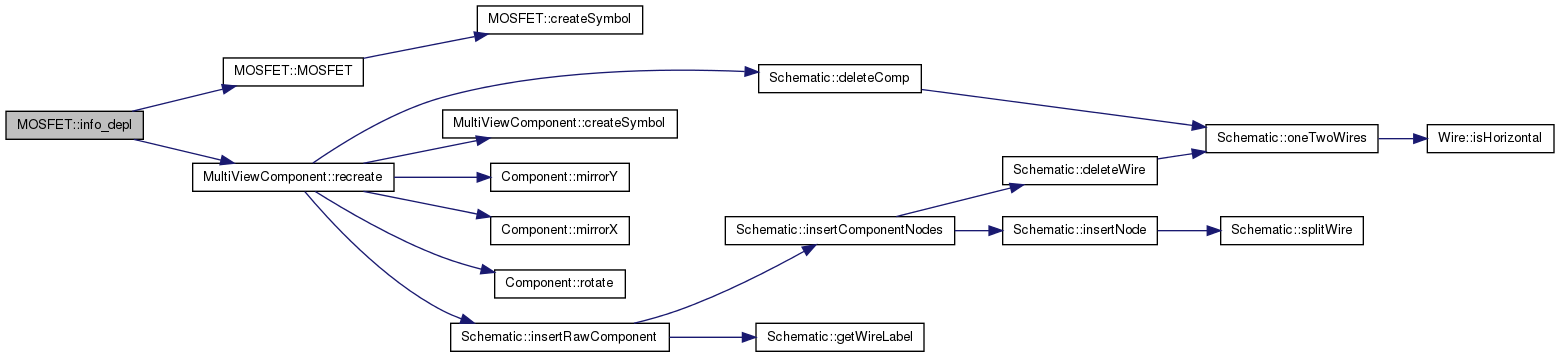 MOSFET::info_depl
MOSFET::MOSFET
MOSFET::createSymbol
MultiViewComponent::recreate
Schematic::deleteComp
MultiViewComponent::createSymbol
Component::mirrorY
Component::mirrorX
Component::rotate
Schematic::insertRawComponent
Schematic::insertComponentNodes
Schematic::getWireLabel
Schematic::deleteWire
Schematic::insertNode
Schematic::oneTwoWires
Schematic::splitWire
Wire::isHorizontal